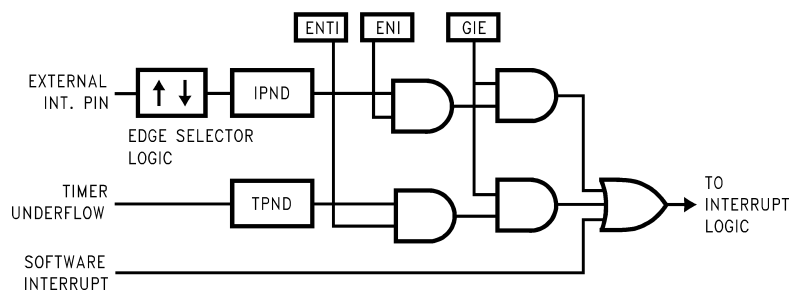 ENTI
ENI
GIE
EXTERNAL
INT. PIN
IPND
EDGE SELECTOR
LOGIC
TIMER
UNDERFLOW
TPND
TO
INTERRUPT
LOGIC
SOFTWARE
INTERRUPT